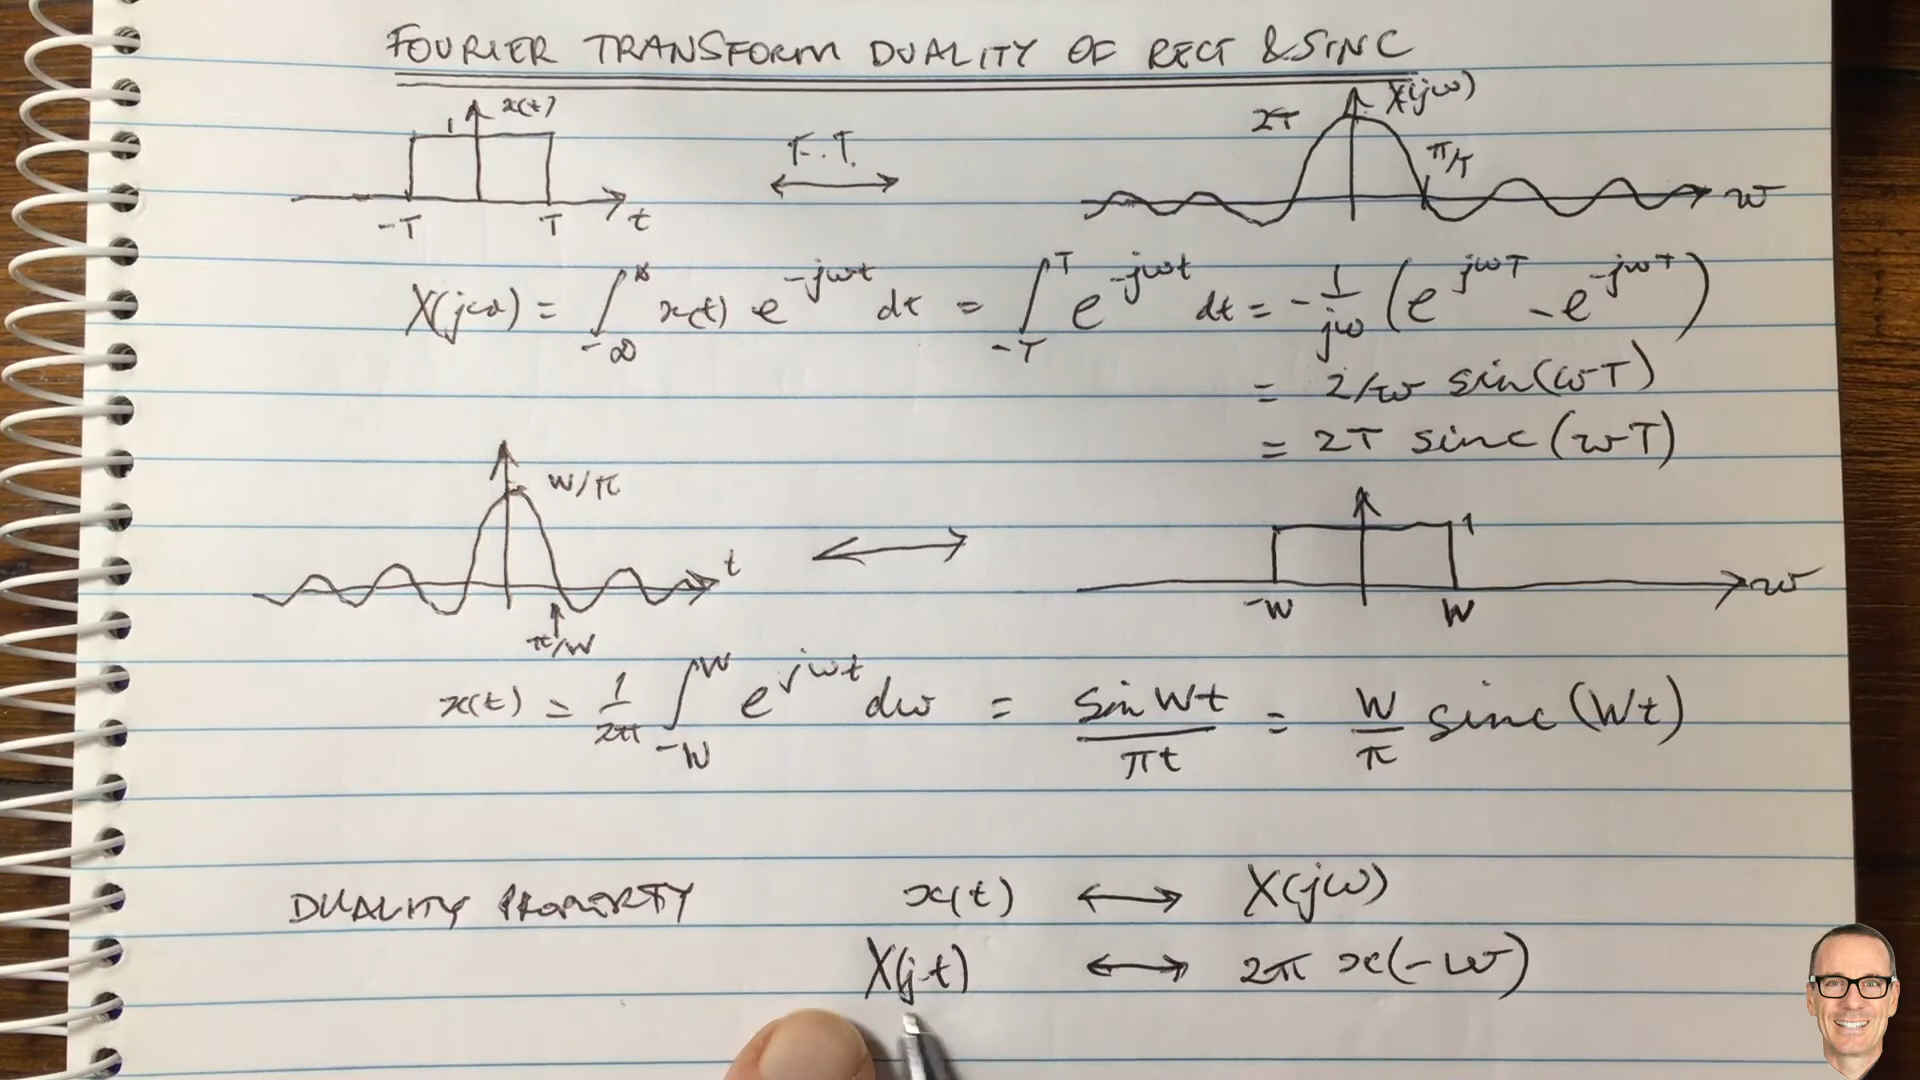 FOURIER TRANSFORM DUALITY OF RECT & SINC
x(t)
1
-T T t
F.T.
2T X(jω)
π/T
ω
X(jω) = ∫_{-∞}^{∞} x(t) e^{-jωt} dt = ∫_{-T}^{T} e^{-jωt} dt = -1/jω (e^{jωT} - e^{-jωT})
= 2/ω sin(ωT)
= 2T sinc(ωT)
W/π
t
π/W
1
-W W ω
x(t) = 1/2π ∫_{-W}^{W} e^{jωt} dω = sin Wt / πt = W/π sinc(Wt)
DUALITY PROPERTY x(t) ↔ X(jω)
X(jt) ↔ 2π x(-ω)